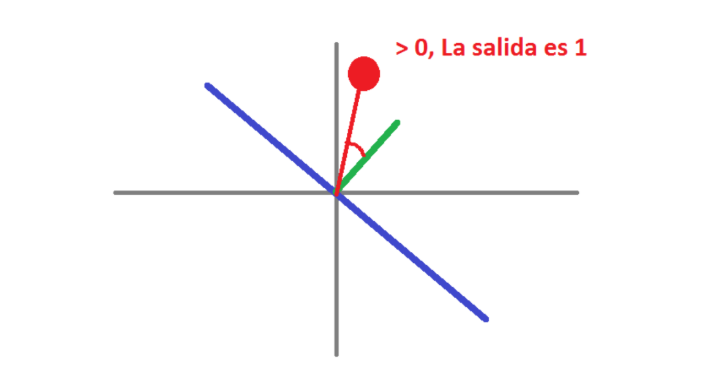 > 0, La salida es 1